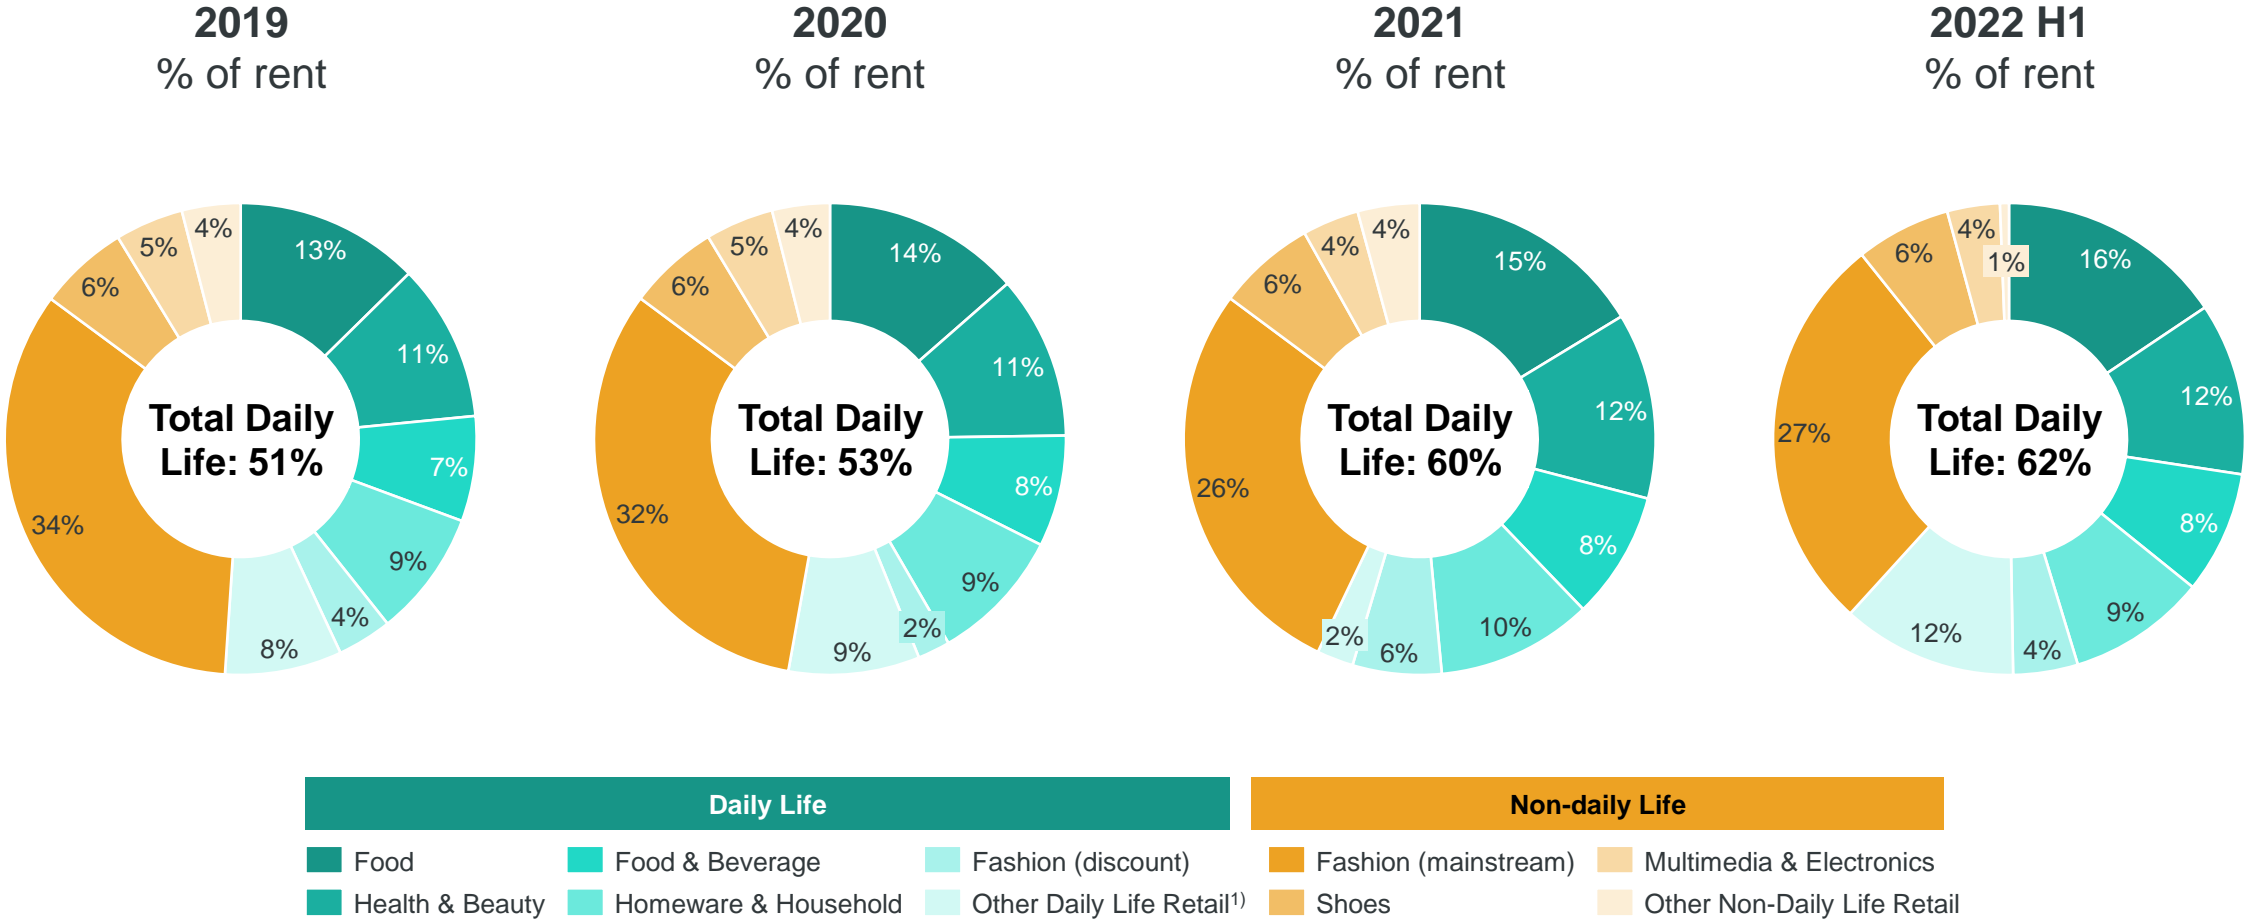 2019
% of rent
2020
% of rent
2021
% of rent
2022 H1
% of rent
4%
13%
5%
6%
11%
Total Daily
Life: 51%
7%
34%
9%
4%
8%
4%
14%
5%
6%
11%
Total Daily
Life: 53%
8%
32%
9%
2%
9%
4%
15%
4%
6%
12%
Total Daily
Life: 60%
26%
8%
10%
2%
6%
4%
1%
16%
6%
12%
Total Daily
Life: 62%
27%
8%
9%
12%
4%
Daily Life
Non-daily Life
Food
Food & Beverage
Fashion (discount)
Fashion (mainstream)
Multimedia & Electronics
Health & Beauty
Homeware & Household
Other Daily Life Retail1)
Shoes
Other Non-Daily Life Retail